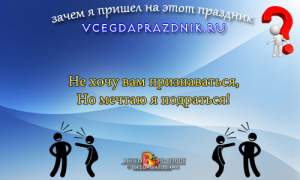 зачем я пришел на этот праздник
VCEGDAPRAZDNIK.RU
Не хочу вам признаваться,
Но мечтаю я подраться!